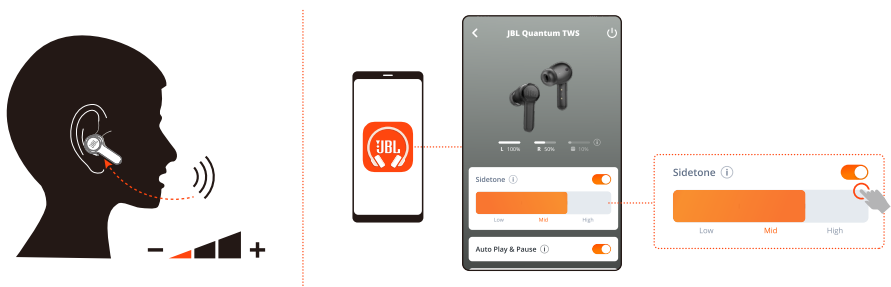 JBL
JBL Quantum TWS
L 100% R 50% 10%
Sidetone
Low Mid High
Auto Play & Pause
Sidetone
Low Mid High